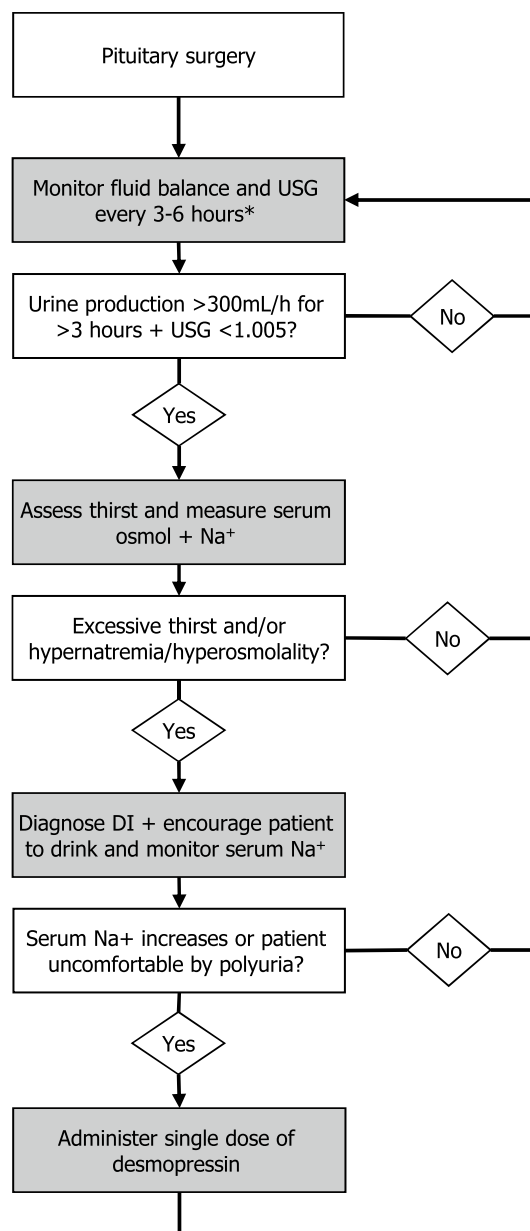 Pituitary surgery
Monitor fluid balance and USG
every 3-6 hours*
Urine production >300mL/h for
>3 hours + USG <1.005?
No
Yes
Assess thirst and measure serum
osmol + Na⁺
Excessive thirst and/or
hypernatremia/hyperosmolality?
No
Yes
Diagnose DI + encourage patient
to drink and monitor serum Na⁺
Serum Na+ increases or patient
uncomfortable by polyuria?
No
Yes
Administer single dose of
desmopressin